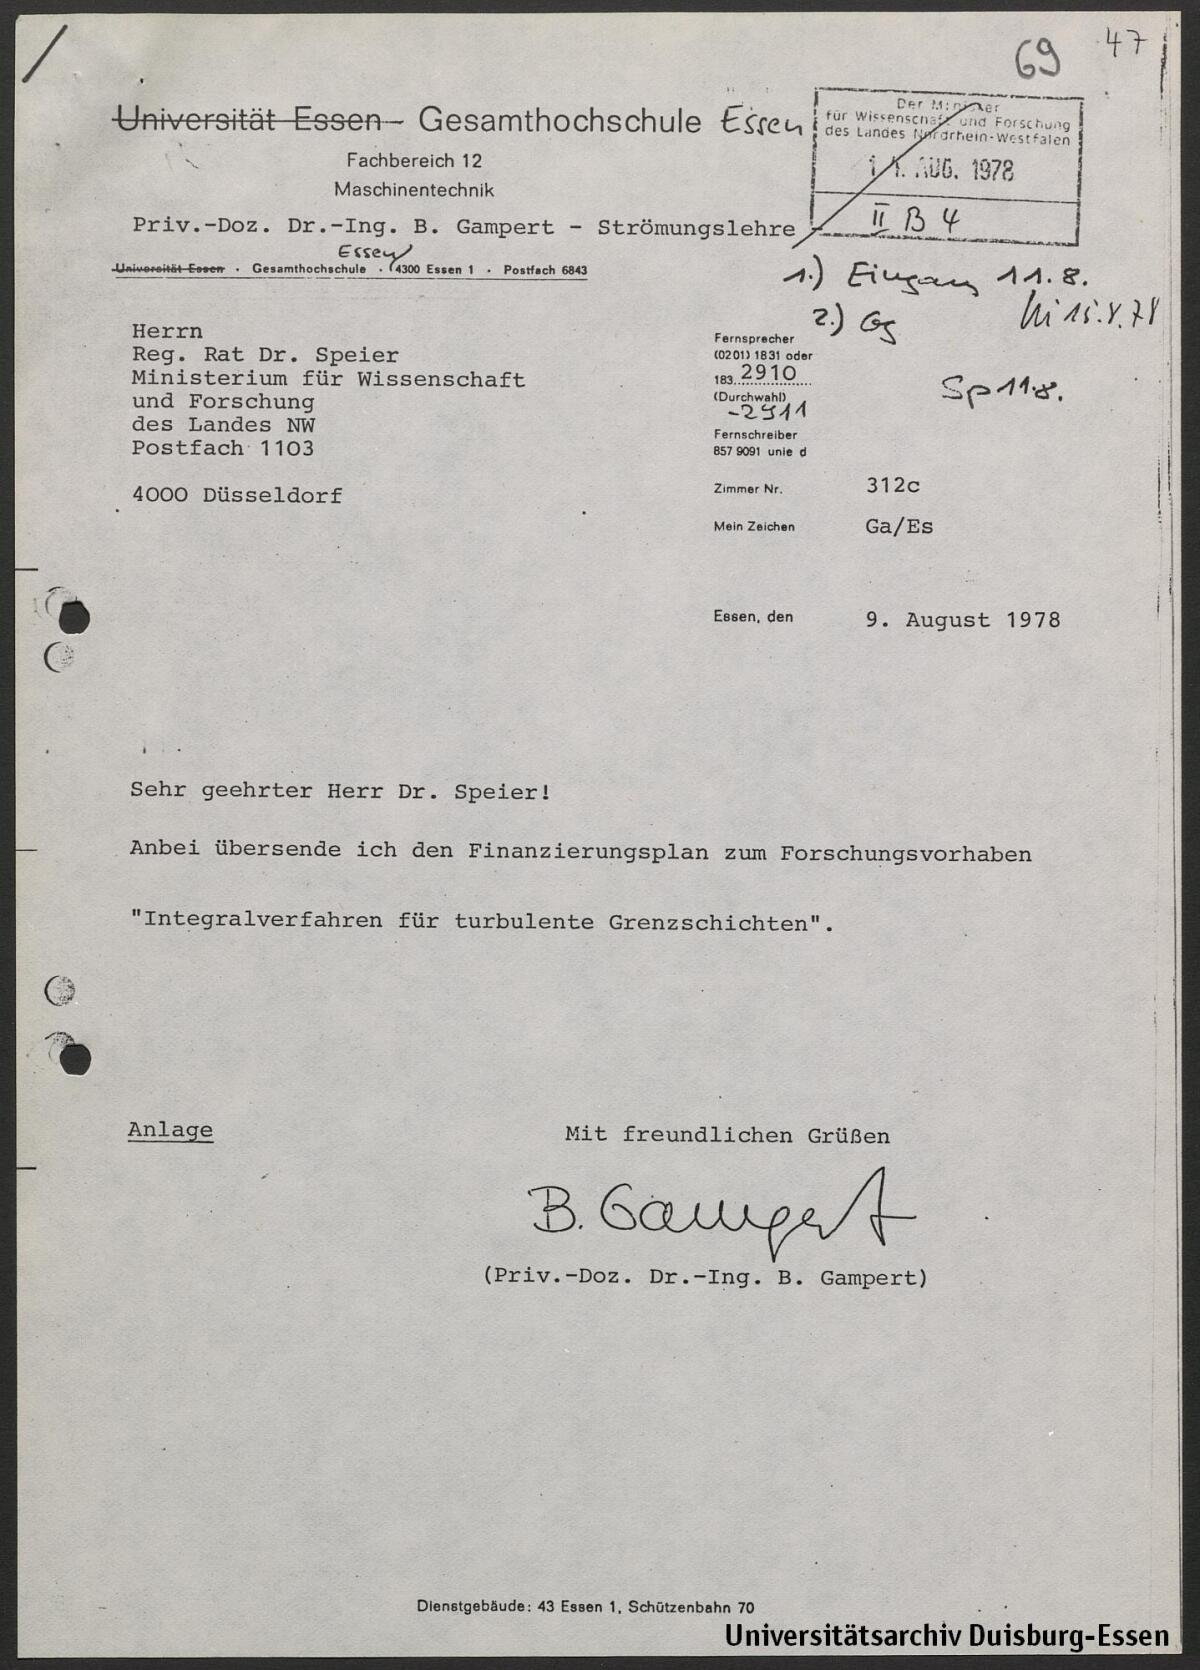 69 47
Universität Essen - Gesamthochschule Essen
Fachbereich 12
Maschinentechnik
Priv.-Doz. Dr.-Ing. B. Gampert - Strömungslehre
Essen
Universität Essen · Gesamthochschule · 4300 Essen 1 · Postfach 6843
Der Minister
für Wissenschaft und Forschung
des Landes Nordrhein-Westfalen
11. AUG. 1978
II B 4
1.) Eingang 11.8.
2.) Gg
15.8.78
Sp 11.8.
Herrn
Reg. Rat Dr. Speier
Ministerium für Wissenschaft
und Forschung
des Landes NW
Postfach 1103
4000 Düsseldorf
Fernsprecher
(0201) 1831 oder
183 2910
(Durchwahl)
-2911
Fernschreiber
857 9091 unie d
Zimmer Nr. 312c
Mein Zeichen Ga/Es
Essen, den 9. August 1978
Sehr geehrter Herr Dr. Speier!
Anbei übersende ich den Finanzierungsplan zum Forschungsvorhaben
"Integralverfahren für turbulente Grenzschichten".
Anlage
Mit freundlichen Grüßen
B. Gampert
(Priv.-Doz. Dr.-Ing. B. Gampert)
Dienstgebäude: 43 Essen 1, Schützenbahn 70
Universitätsarchiv Duisburg-Essen